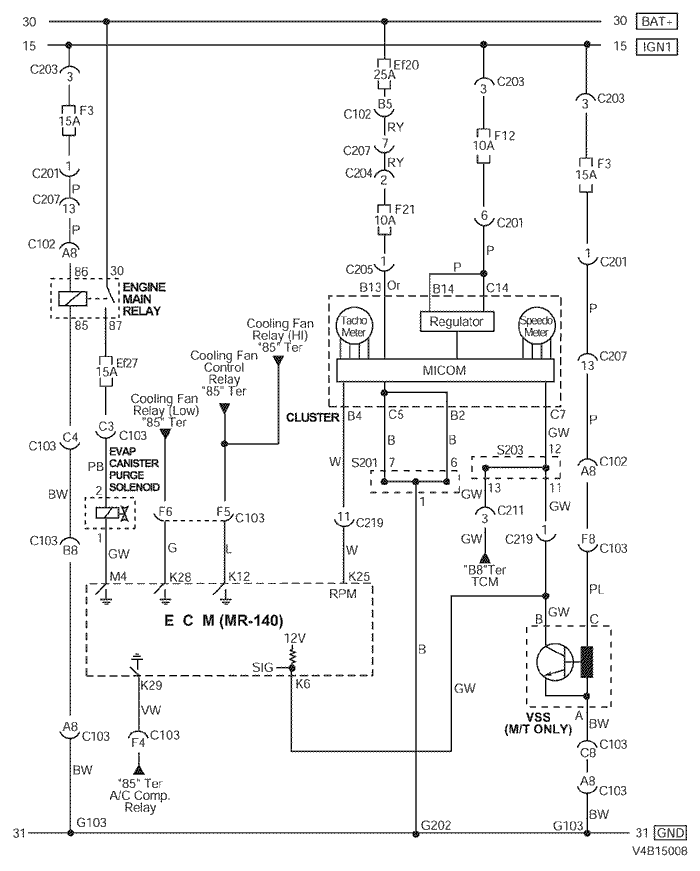 30 30 BAT+
15 15 IGN1
C203 3
F3 15A
1 C201
P
C207 13
P
C102 A8
86 30
ENGINE
MAIN
RELAY
85 87
Ef27 15A
C4 C103
C3 C103
PB
EVAP
CANISTER
PURGE
SOLENOID
2
1
BW
GW
C103 B8
Ef20 25A
B5 C102
RY
7 C207
RY
C204 2
F21 10A
1 C205
B13 Or
C203 3
F12 10A
6 C201
P
P
B14 C14
C203 3
F3 15A
1 C201
P
C207 13
P
C102 A8
F8 C103
PL
Tacho
Meter
Regulator
Speedo
Meter
MICOM
CLUSTER
B4 C5 B2 C7
W B B GW
S201 7 6
1
S203 12
13 11
GW GW
3 C211
GW
"B8"Ter
TCM
11 C219
W
1 C219
GW
Cooling Fan
Relay (HI)
"85" Ter
Cooling Fan
Control
Relay
"85" Ter
Cooling Fan
Relay (Low)
"85" Ter
F6 F5 C103
G L
M4 K28 K12 K25
RPM
E C M (MR-140)
12V
SIG
K29 K6
VW
F4 C103
"85" Ter
A/C Comp.
Relay
B
GW
B C
VSS
(M/T ONLY)
A
BW
C8 C103
A8 C103
BW
A8 C103
BW
G103 G202 G103
31 31 GND
V4B15008